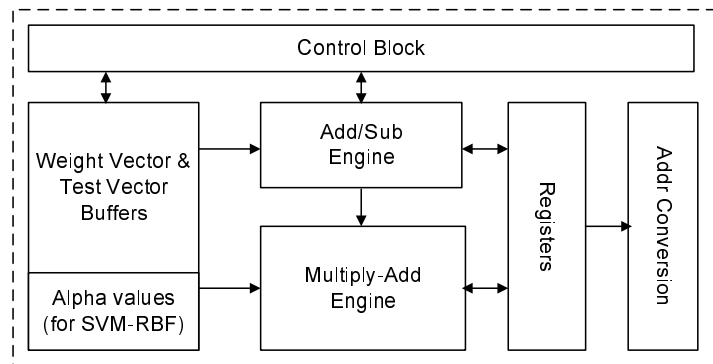 Control Block
Weight Vector &
Test Vector
Buffers
Alpha values
(for SVM-RBF)
Add/Sub
Engine
Multiply-Add
Engine
Registers
Addr Conversion